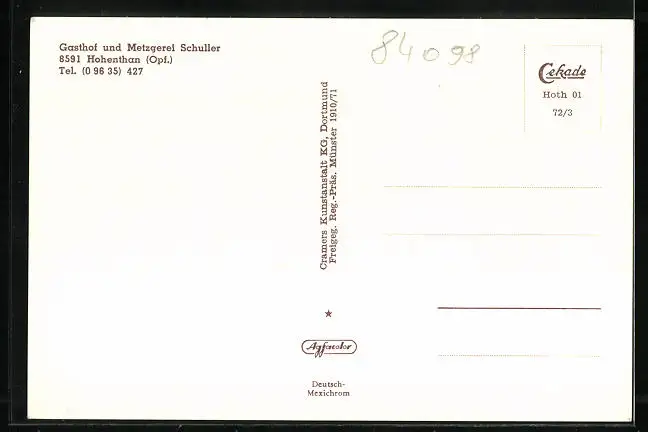 Gasthof und Metzgerei Schuller
8591 Hohenthan (Opf.)
Tel. (0 96 35) 427
84098
Cekade
Hoth 01
72/3
Cramers Kunstanstalt KG, Dortmund
Freigeg. Reg.-Präs. Münster 1910/71
Agfacolor
Deutsch-
Mexichrom